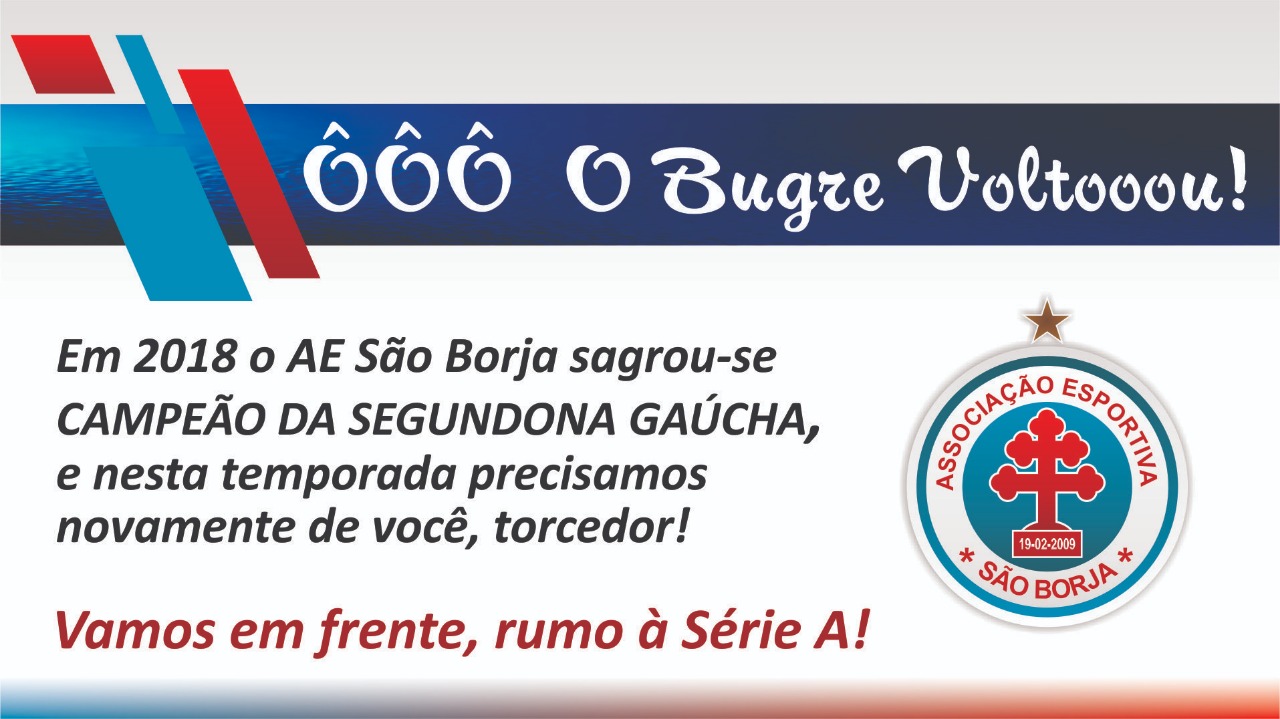 Ô Ô Ô O Bugre Voltooou!
Em 2018 o AE São Borja sagrou-se
CAMPEÃO DA SEGUNDONA GAÚCHA,
e nesta temporada precisamos
novamente de você, torcedor!
Vamos em frente, rumo à Série A!
ASSOCIAÇÃO ESPORTIVA
19-02-2009
* SÃO BORJA *